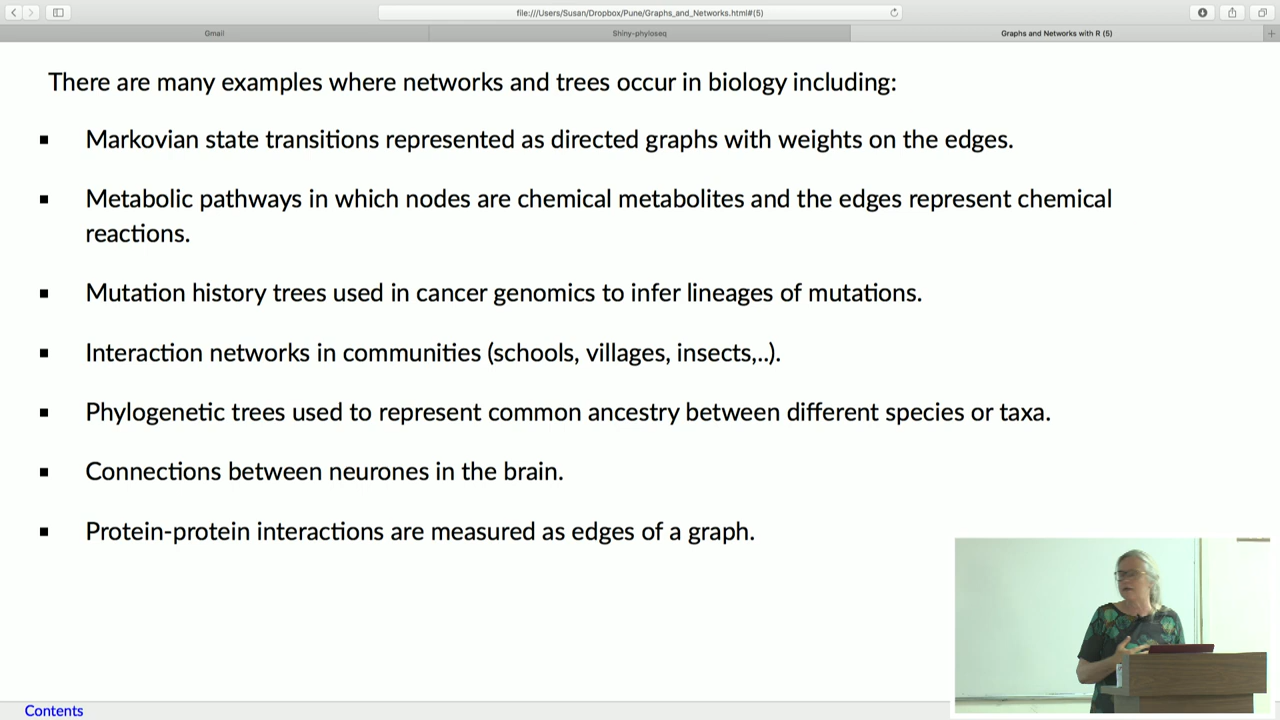 file:///Users/Susan/Dropbox/Pune/Graphs_and_Networks.html#(5)
Gmail
Shiny-phyloseq
Graphs and Networks with R (5)
There are many examples where networks and trees occur in biology including:
Markovian state transitions represented as directed graphs with weights on the edges.
Metabolic pathways in which nodes are chemical metabolites and the edges represent chemical
reactions.
Mutation history trees used in cancer genomics to infer lineages of mutations.
Interaction networks in communities (schools, villages, insects,..).
Phylogenetic trees used to represent common ancestry between different species or taxa.
Connections between neurones in the brain.
Protein-protein interactions are measured as edges of a graph.
Contents